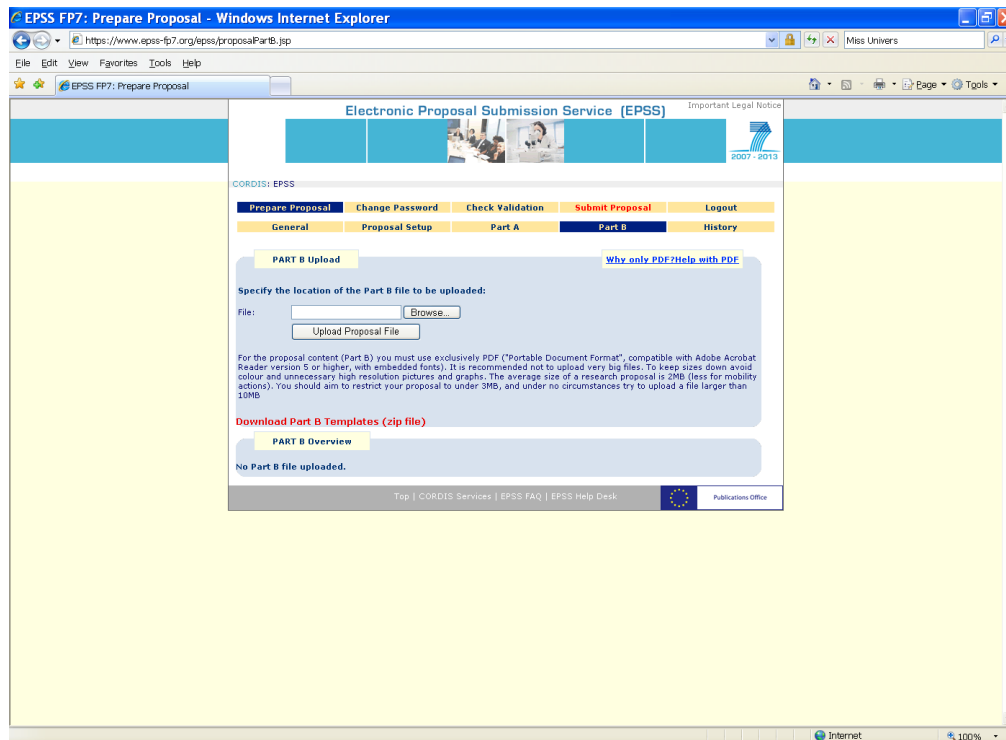 EPSS FP7: Prepare Proposal - Windows Internet Explorer
https://www.epss-fp7.org/epss/proposalPartB.jsp
Miss Univers
File Edit View Favorites Tools Help
EPSS FP7: Prepare Proposal
Page Tools
Electronic Proposal Submission Service (EPSS)
Important Legal Notice
7
2007 - 2013
CORDIS: EPSS
Prepare Proposal Change Password Check Validation Submit Proposal Logout
General Proposal Setup Part A Part B History
PART B Upload
Why only PDF?Help with PDF
Specify the location of the Part B file to be uploaded:
File: Browse...
Upload Proposal File
For the proposal content (Part B) you must use exclusively PDF ("Portable Document Format", compatible with Adobe Acrobat
Reader version 5 or higher, with embedded fonts). It is recommended not to upload very big files. To keep sizes down avoid
colour and unnecessary high resolution pictures and graphs. The average size of a research proposal is 2MB (less for mobility
actions). You should aim to restrict your proposal to under 3MB, and under no circumstances try to upload a file larger than
10MB
Download Part B Templates (zip file)
PART B Overview
No Part B file uploaded.
Top | CORDIS Services | EPSS FAQ | EPSS Help Desk
Publications Office
Internet
100%